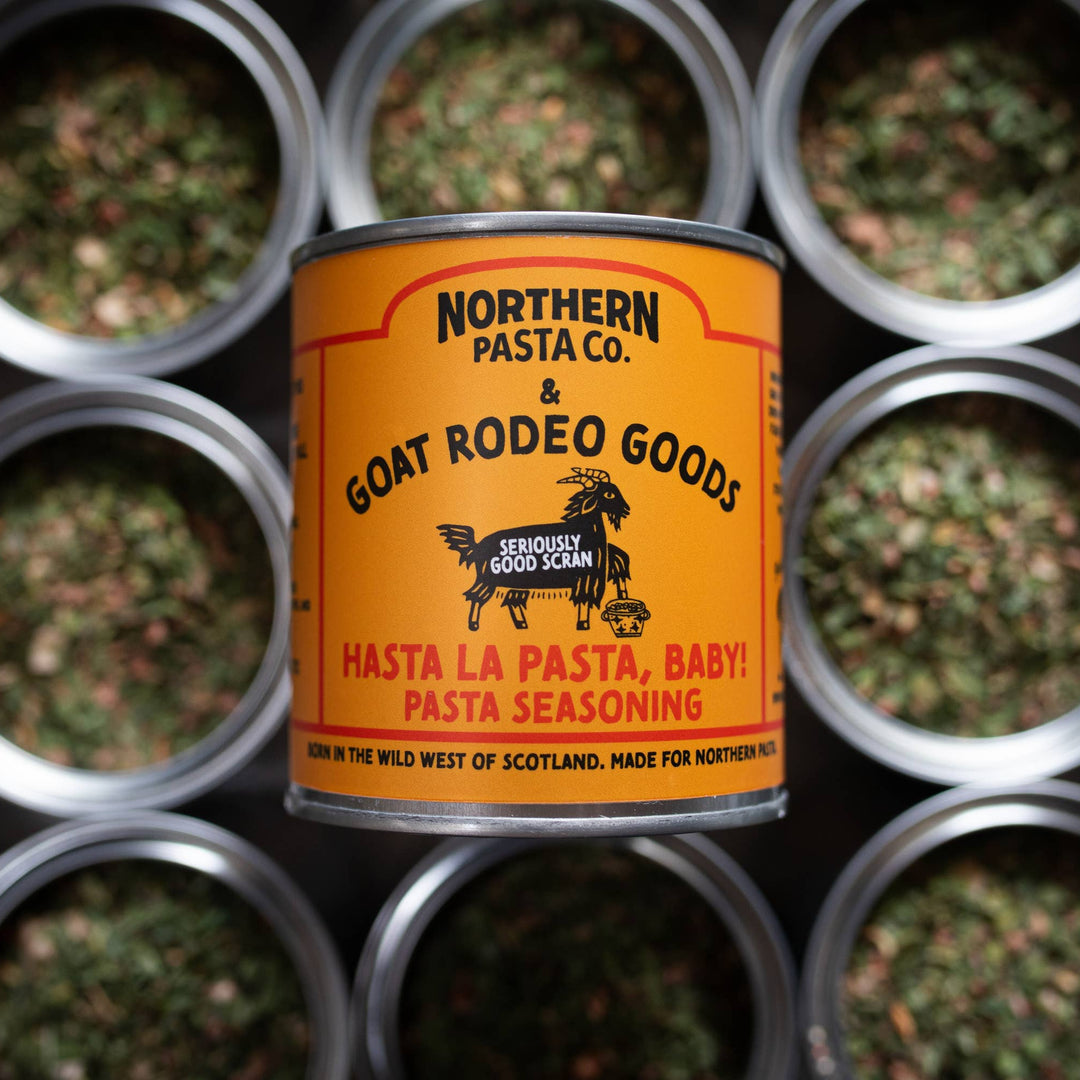 NORTHERN
PASTA CO.
&
GOAT RODEO GOODS
SERIOUSLY
GOOD SCRAN
HASTA LA PASTA, BABY!
PASTA SEASONING
BORN IN THE WILD WEST OF SCOTLAND. MADE FOR NORTHERN PASTA.